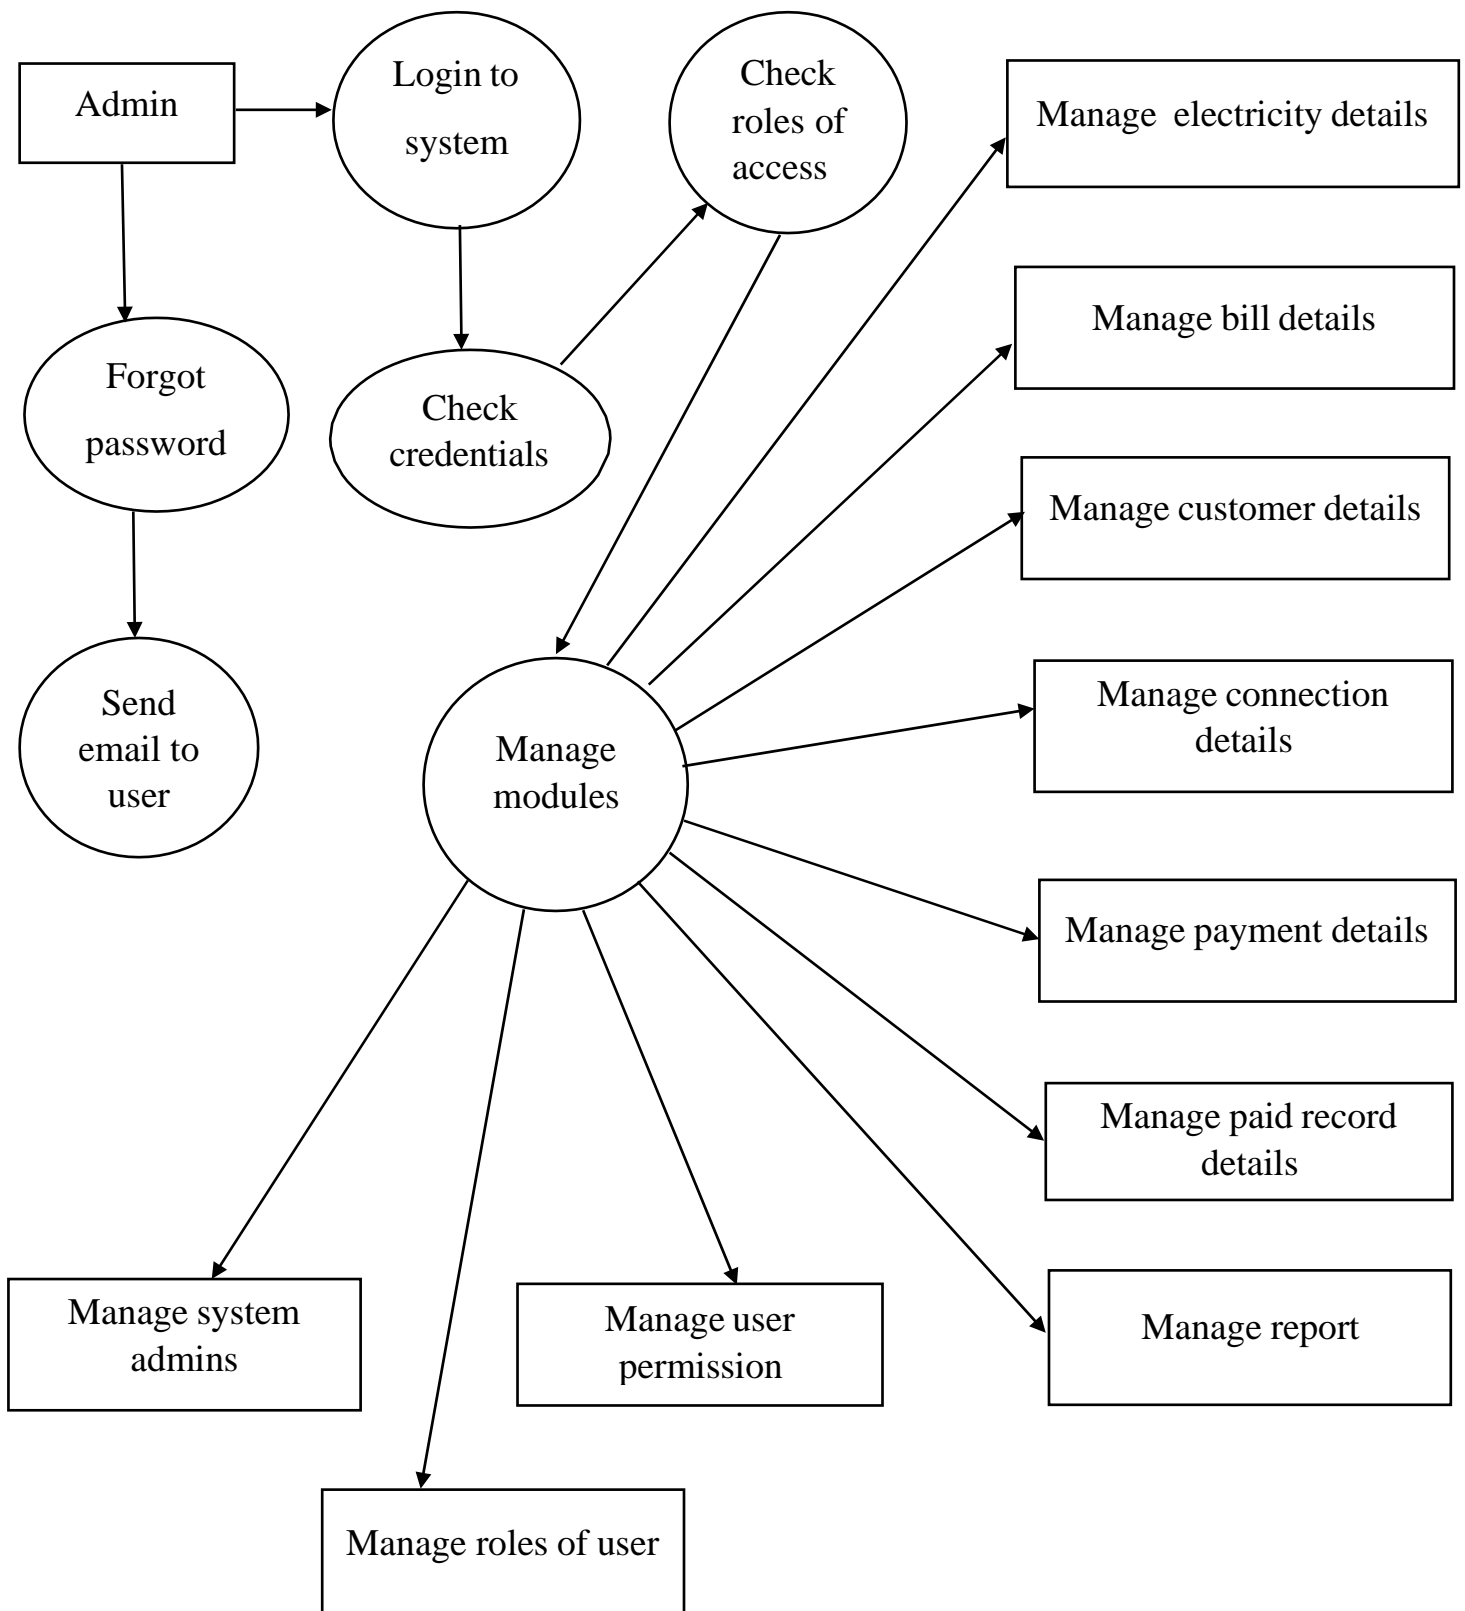 Admin
Login to
system
Check
roles of
access
Manage electricity details
Manage bill details
Forgot
password
Check
credentials
Manage customer details
Send
email to
user
Manage
modules
Manage connection
details
Manage payment details
Manage paid record
details
Manage system
admins
Manage user
permission
Manage report
Manage roles of user